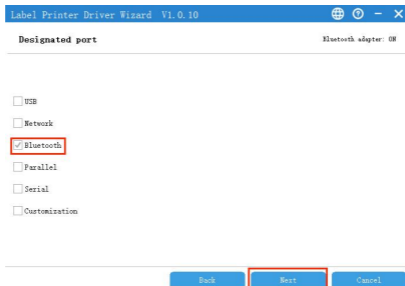 Label Printer Driver Wizard V1.0.10
Designated port
Bluetooth adapter: ON
USB
Network
Bluetooth
Parallel
Serial
Customization
Back Next Cancel